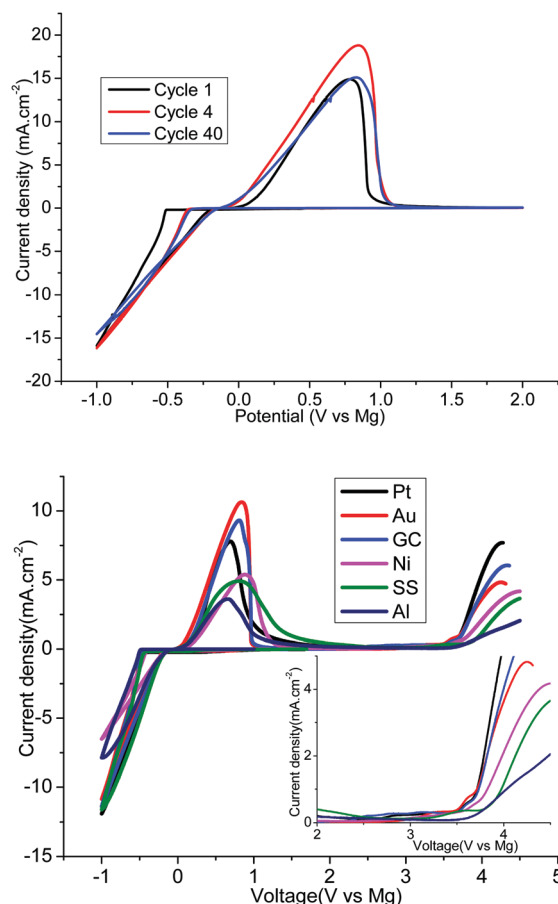 20
15
10
5
0
-5
-10
-15
-20
Current density (mA.cm-2)
Cycle 1
Cycle 4
Cycle 40
-1.0 -0.5 0.0 0.5 1.0 1.5 2.0
Potential (V vs Mg)
10
5
0
-5
-10
-15
Current density(mA.cm-2)
Pt
Au
GC
Ni
SS
Al
4
3
2
1
0
Current density(mA.cm-2)
2 3 4
Voltage(V vs Mg)
-1 0 1 2 3 4 5
Voltage(V vs Mg)